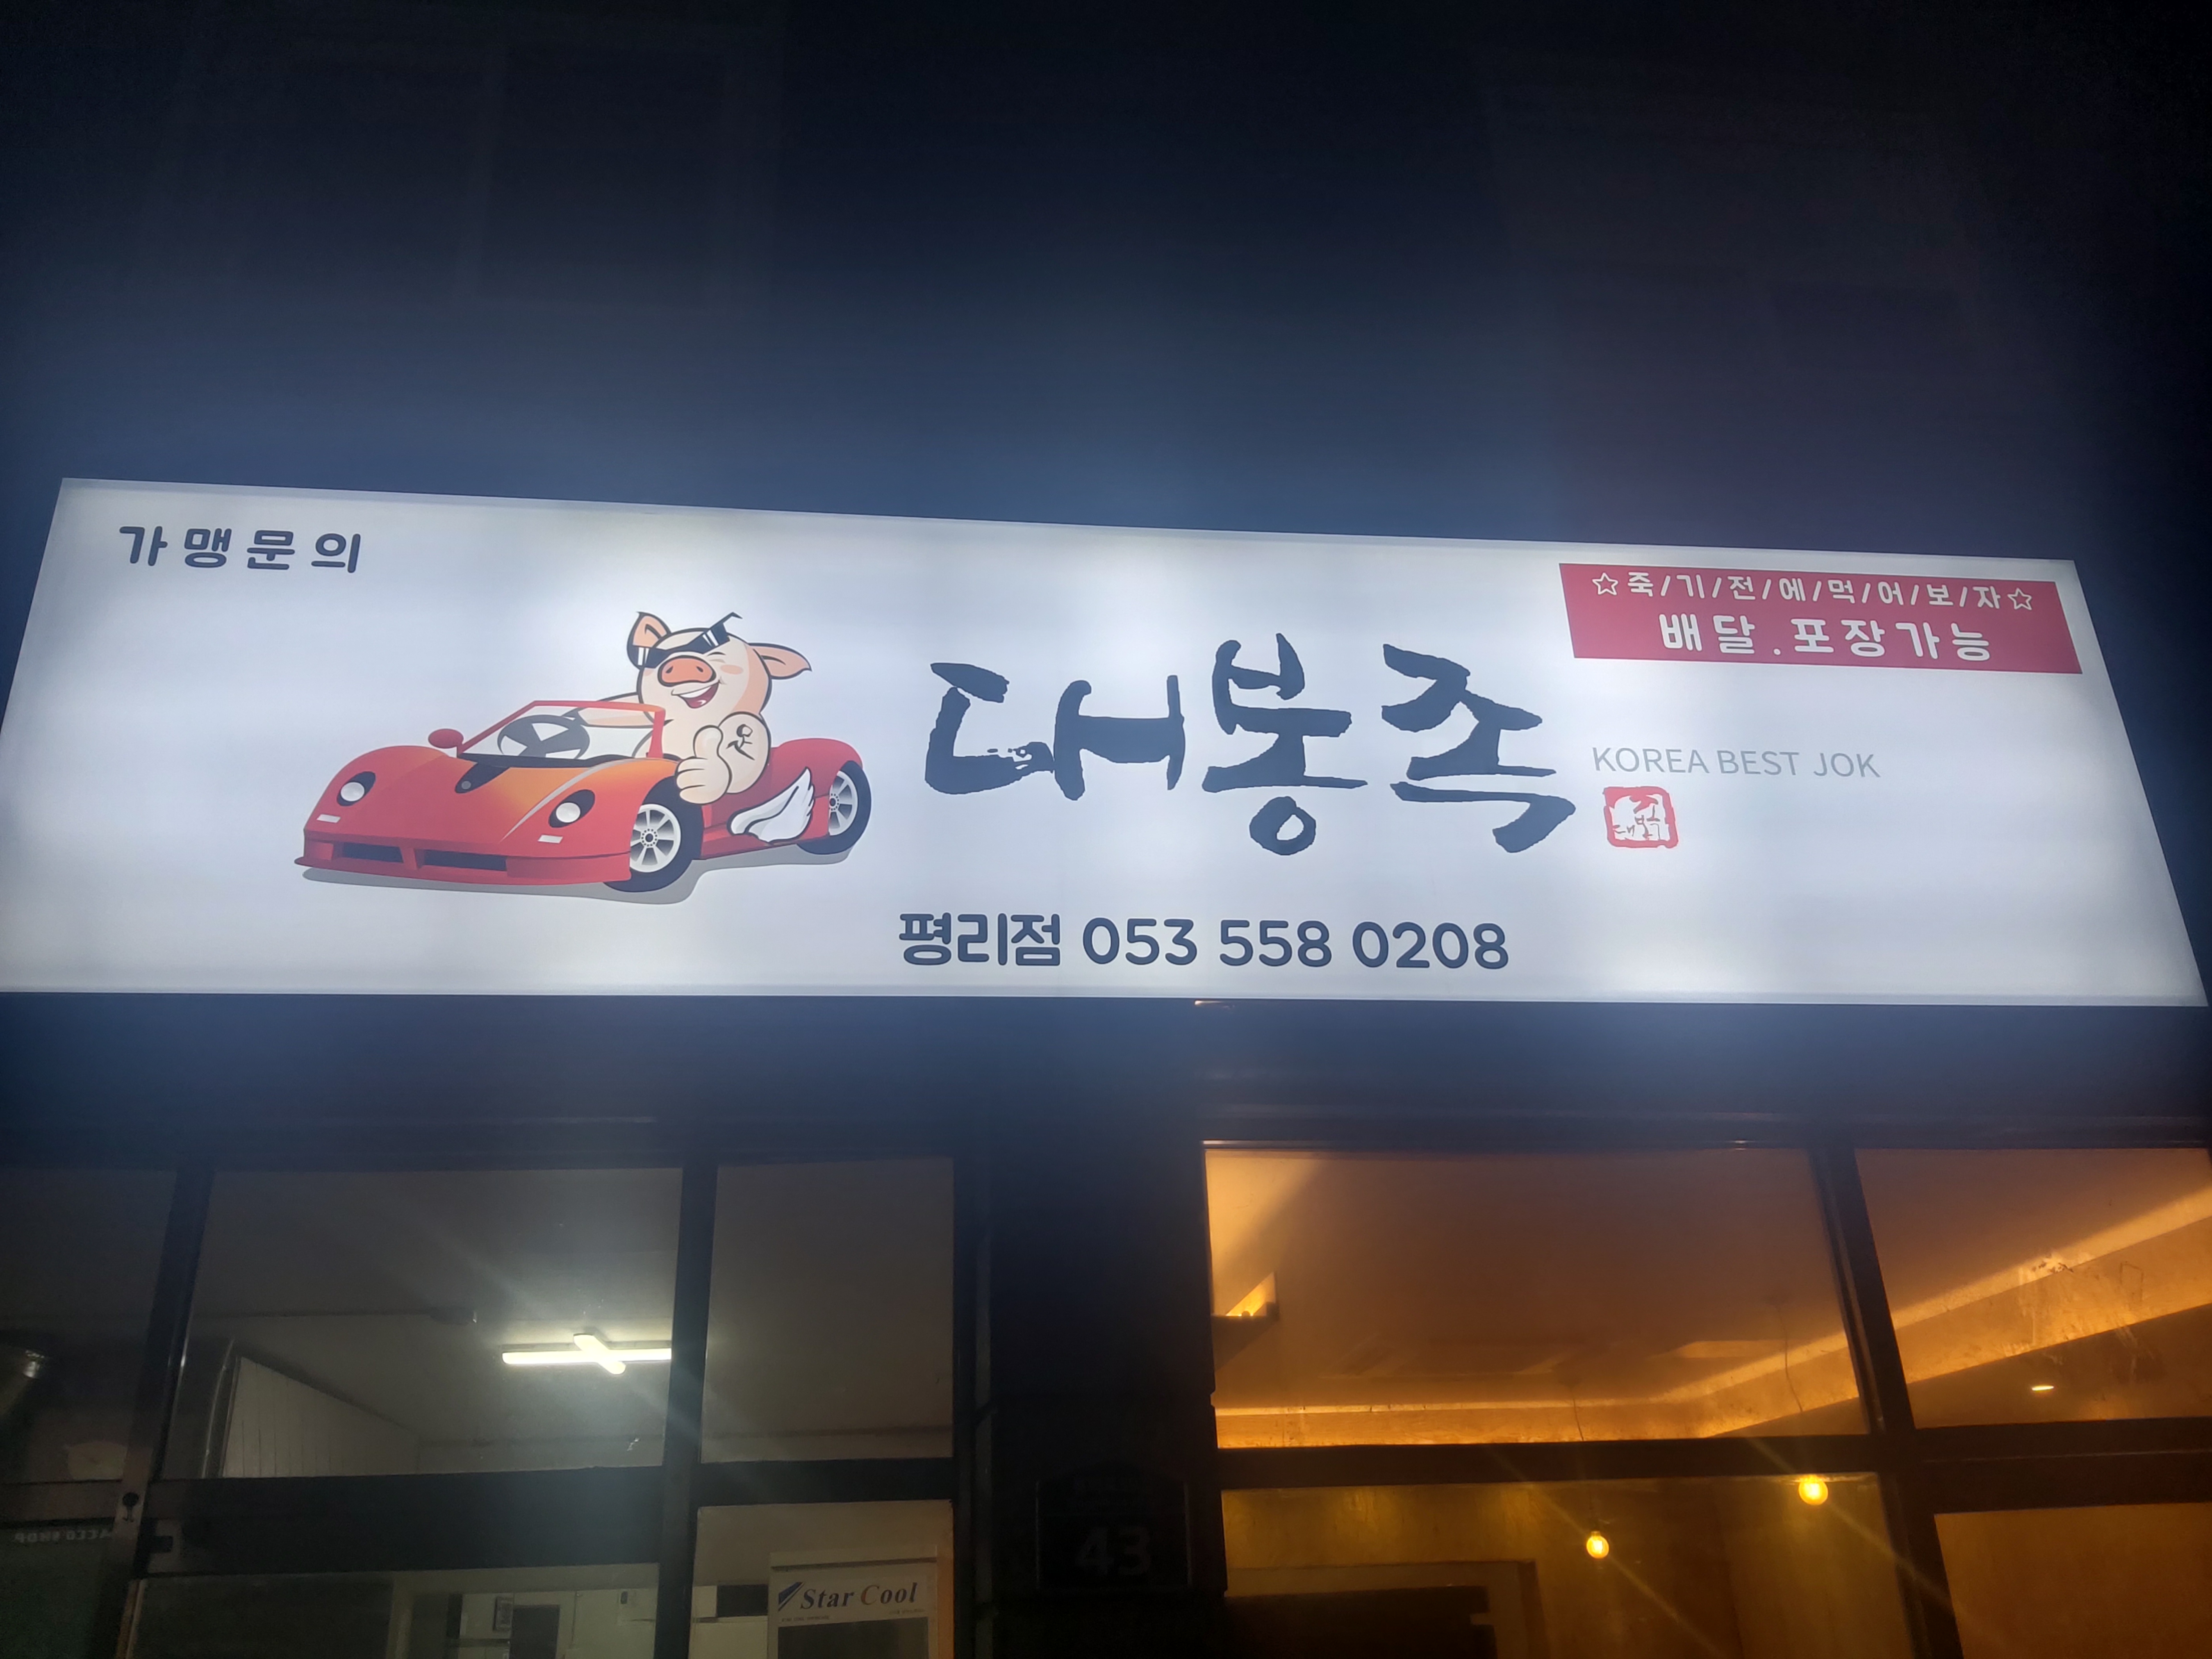 가맹문의
☆죽/기/전/에/먹/어/보/자☆
배달.포장가능
대봉족
KOREA BEST JOK
평리점 053 558 0208
43
Star Cool